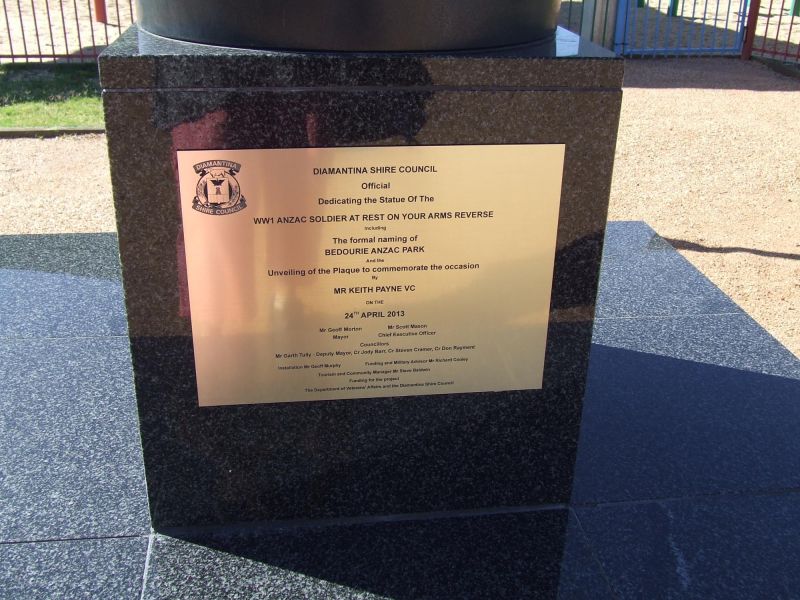 DIAMANTINA
SHIRE COUNCIL
DIAMANTINA SHIRE COUNCIL
Official
Dedicating the Statue Of The
WW1 ANZAC SOLDIER AT REST ON YOUR ARMS REVERSE
Including
The formal naming of
BEDOURIE ANZAC PARK
And the
Unveiling of the Plaque to commemorate the occasion
By
MR KEITH PAYNE VC
ON THE
24TH APRIL 2013
Mr Geoff Morton Mr Scott Mason
Mayor Chief Executive Officer
Councillors
Mr Garth Tully - Deputy Mayor, Cr Jody Barr, Cr Steven Cramer, Cr Don Rayment
Installation Mr Geoff Murphy Funding and Military Advisor Mr Richard Cooley
Tourism and Community Manager Mr Steve Baldwin
Funding for the project
The Department of Veterans' Affairs and the Diamantina Shire Council